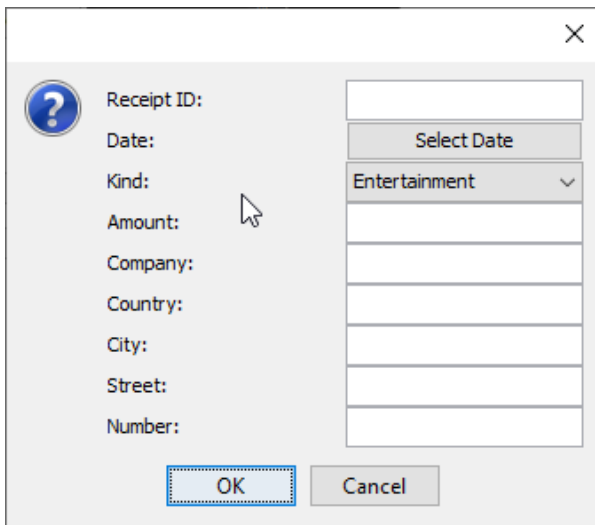 Receipt ID:
Date: Select Date
Kind: Entertainment
Amount:
Company:
Country:
City:
Street:
Number:
OK Cancel